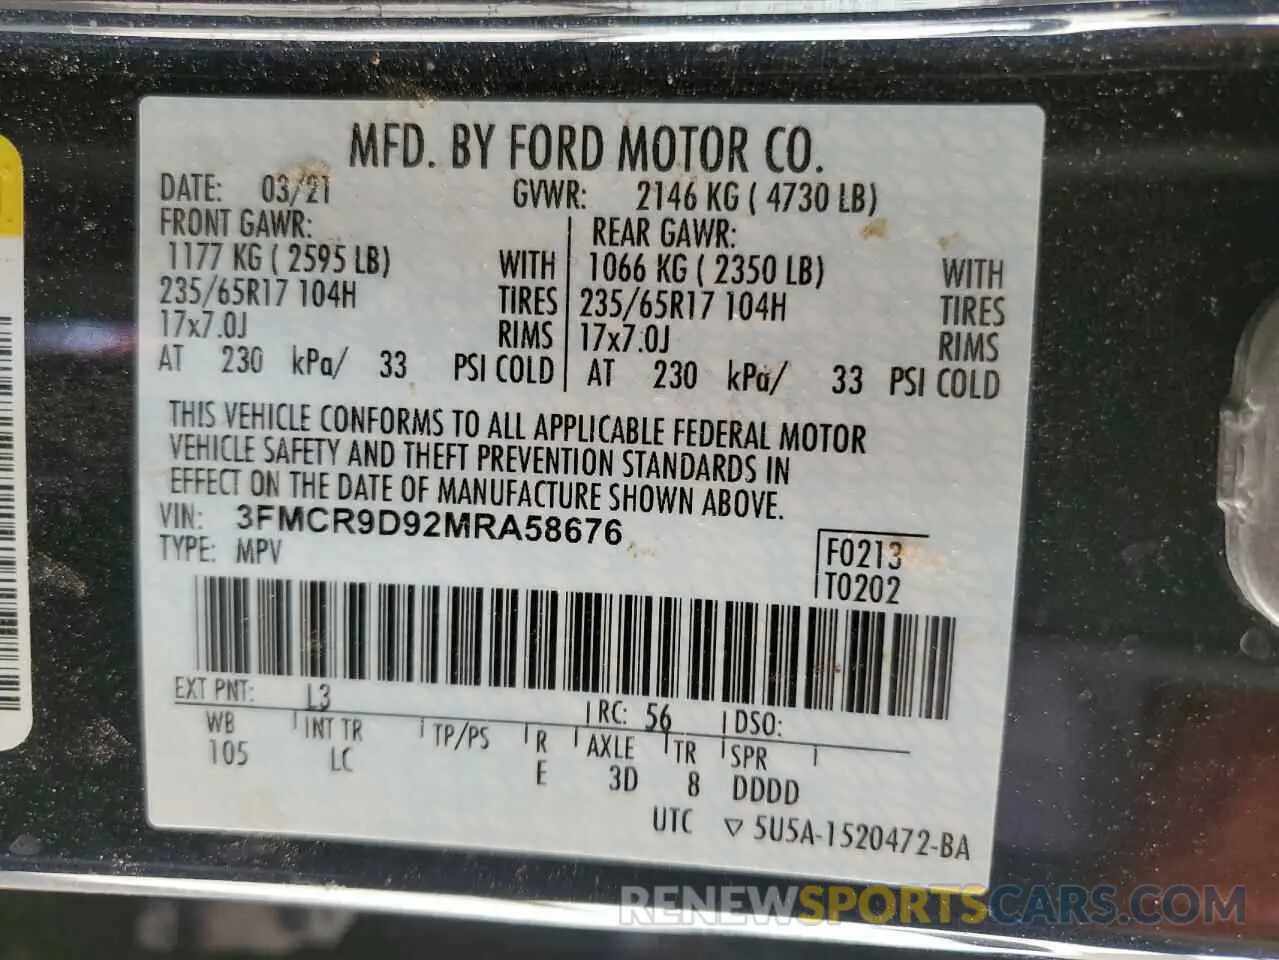 MFD. BY FORD MOTOR CO.
DATE: 03/21 GVWR: 2146 KG ( 4730 LB)
FRONT GAWR: REAR GAWR:
1177 KG ( 2595 LB) WITH 1066 KG ( 2350 LB) WITH
235/65R17 104H TIRES 235/65R17 104H TIRES
17x7.0J RIMS 17x7.0J RIMS
AT 230 kPa/ 33 PSI COLD AT 230 kPa/ 33 PSI COLD
THIS VEHICLE CONFORMS TO ALL APPLICABLE FEDERAL MOTOR
VEHICLE SAFETY AND THEFT PREVENTION STANDARDS IN
EFFECT ON THE DATE OF MANUFACTURE SHOWN ABOVE.
VIN: 3FMCR9D92MRA58676
TYPE: MPV
F0213
T0202
EXT PNT: L3 RC: 56 DSO:
WB INT TR TP/PS R AXLE TR SPR
105 LC E 3D 8 DDDD
UTC ▽ 5U5A-1520472-BA
RENEWSPORTSCARS.COM